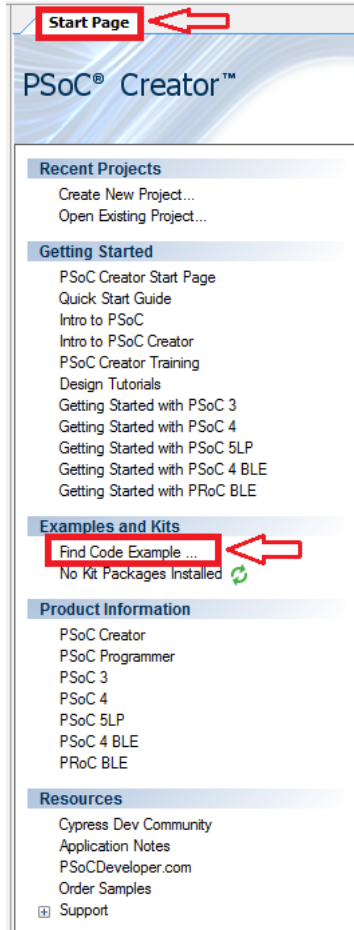 Start Page
PSoC® Creator™
Recent Projects
Create New Project...
Open Existing Project...
Getting Started
PSoC Creator Start Page
Quick Start Guide
Intro to PSoC
Intro to PSoC Creator
PSoC Creator Training
Design Tutorials
Getting Started with PSoC 3
Getting Started with PSoC 4
Getting Started with PSoC 5LP
Getting Started with PSoC 4 BLE
Getting Started with PRoC BLE
Examples and Kits
Find Code Example ...
No Kit Packages Installed
Product Information
PSoC Creator
PSoC Programmer
PSoC 3
PSoC 4
PSoC 5LP
PSoC 4 BLE
PRoC BLE
Resources
Cypress Dev Community
Application Notes
PSoCDeveloper.com
Order Samples
Support